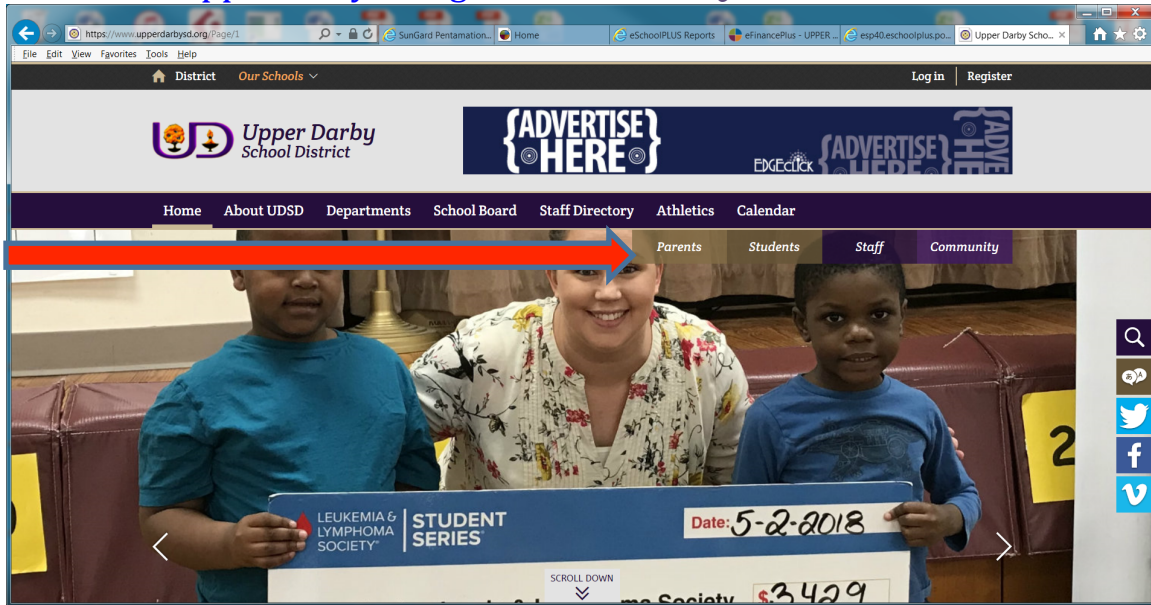 https://www.upperdarbysd.org/Page/1
SunGard Pentamation...
Home
eSchoolPLUS Reports
eFinancePlus - UPPER ...
esp40.eschoolplus.po...
Upper Darby Scho...
File Edit View Favorites Tools Help
District Our Schools
Log in Register
UD Upper Darby
School District
{ADVERTISE
HERE}
EDGECLICK
{ADVERTISE
HERE
Home About UDSD Departments School Board Staff Directory Athletics Calendar
Parents Students Staff Community
2
LEUKEMIA &
LYMPHOMA
SOCIETY®
STUDENT
SERIES®
Date: 5-2-2018
SCROLL DOWN
Society $3429